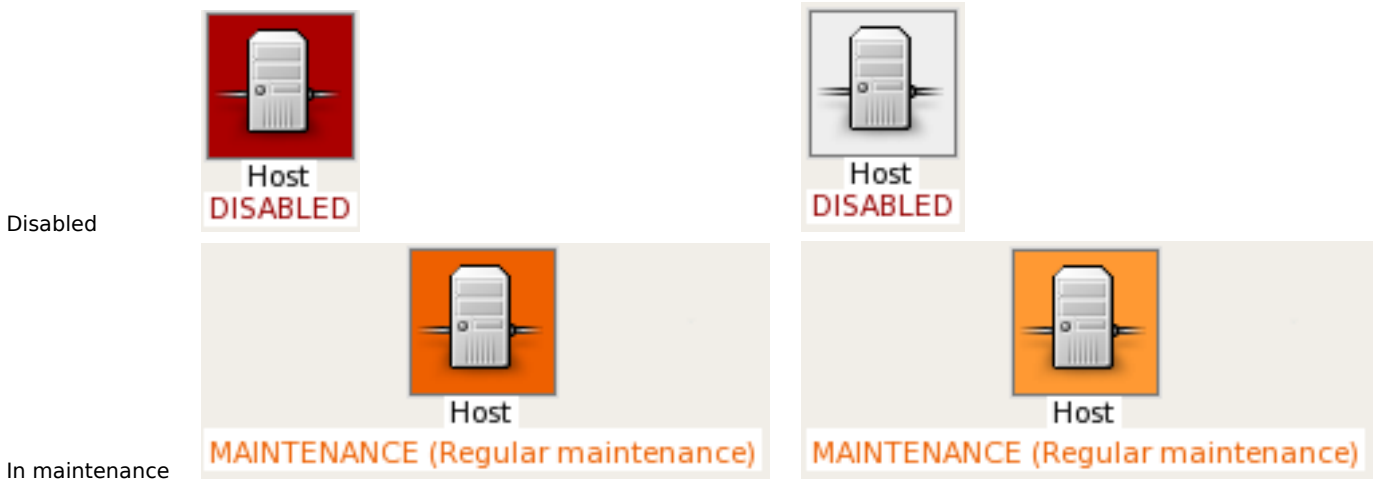 Host
DISABLED
Host
DISABLED
Disabled
Host
MAINTENANCE (Regular maintenance)
Host
MAINTENANCE (Regular maintenance)
In maintenance